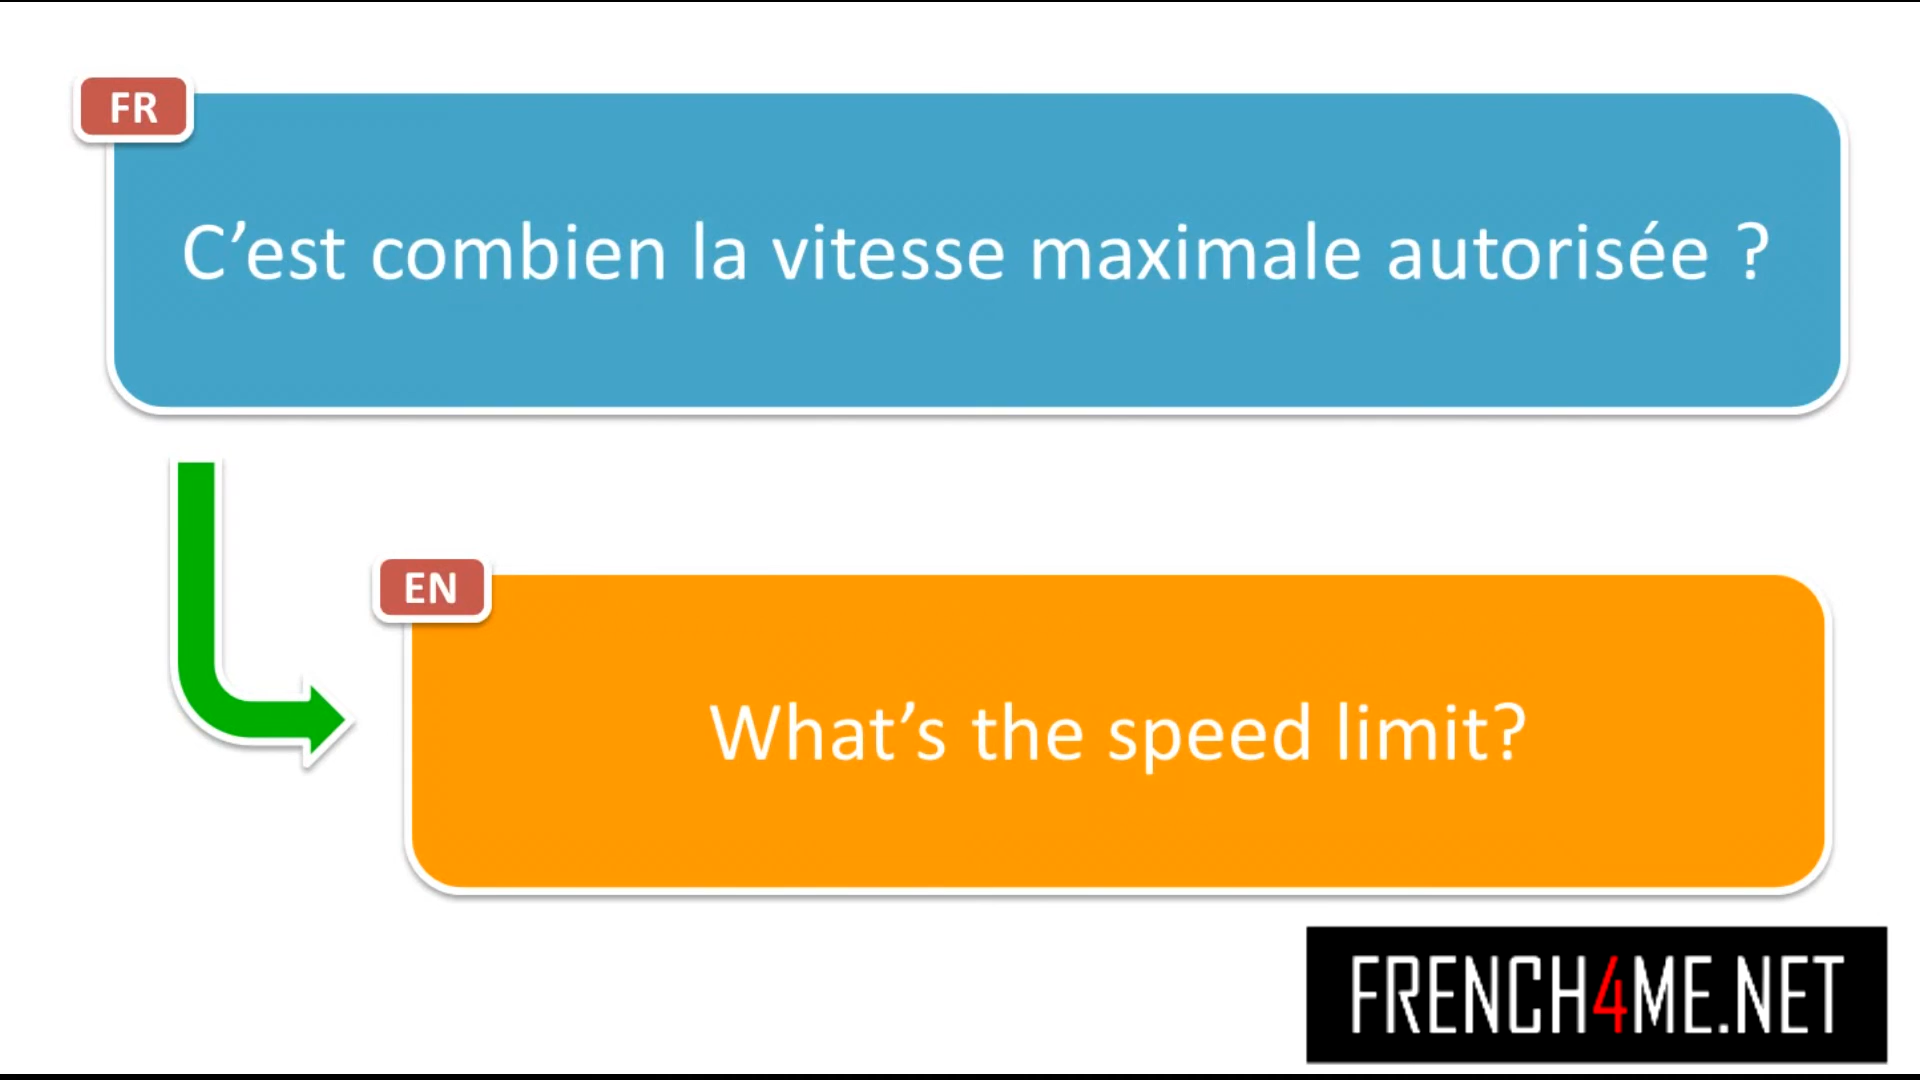 FR
C’est combien la vitesse maximale autorisée ?
EN
What’s the speed limit?
FRENCH4ME.NET